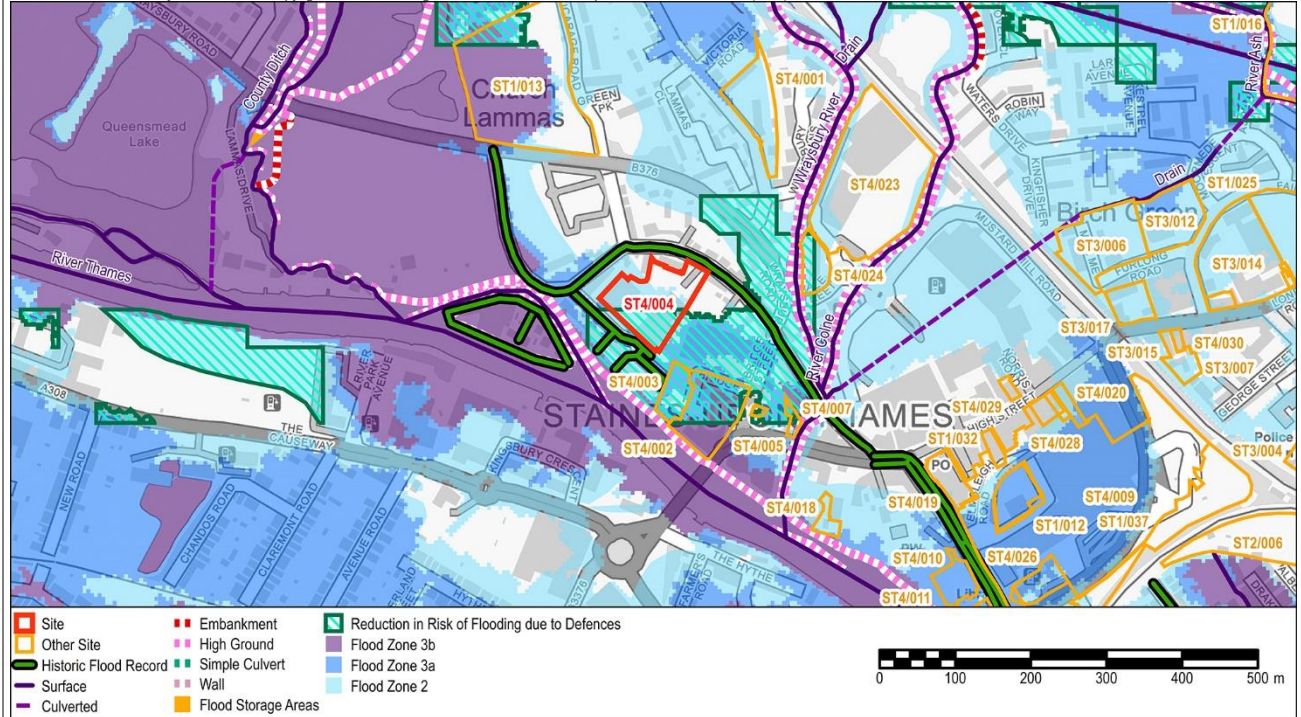 WRAYSBURY ROAD
County Ditch
Queensmead
Lake
LAMMAS DRIVE
ST1/013
Church
Lammas
GREEN PK
B376
VICTORIA
ROAD
LAMMAS
CL
ST4/001
Drain
Wraysbury River
ST4/023
ST4/024
WATERS DRIVE
ROBIN
WAY
KINGFISHER
DRIVE
MUSTARD MILL ROAD
ST1/016
River Ash
Drain
ST1/025
Birch Green
ST3/012
ST3/006
FURLONG
ROAD
ST3/014
River Thames
ST4/004
ST4/003
ST4/002
ST4/005
River Colne
ST4/007
ST3/017
ST3/015
ST4/030
ST3/007
GEORGE STREET
ST4/020
NORRIS
ROAD
ST4/029
HIGH STREET
ST4/028
ST1/032
PO
ST4/019
ST4/018
ST4/010
ST4/011
ST4/026
ST1/012
ST4/009
ST1/037
ST3/004
Police
ST2/006
A308
RIVER
PARK
AVENUE
THE
CAUSEWAY
NEW ROAD
CHANDOS ROAD
CLAREMONT ROAD
AVENUE ROAD
THE HYTHE
FARMER'S
ROAD
Site
Other Site
Historic Flood Record
Surface
Culverted
Embankment
High Ground
Simple Culvert
Wall
Flood Storage Areas
Reduction in Risk of Flooding due to Defences
Flood Zone 3b
Flood Zone 3a
Flood Zone 2
0 100 200 300 400 500 m